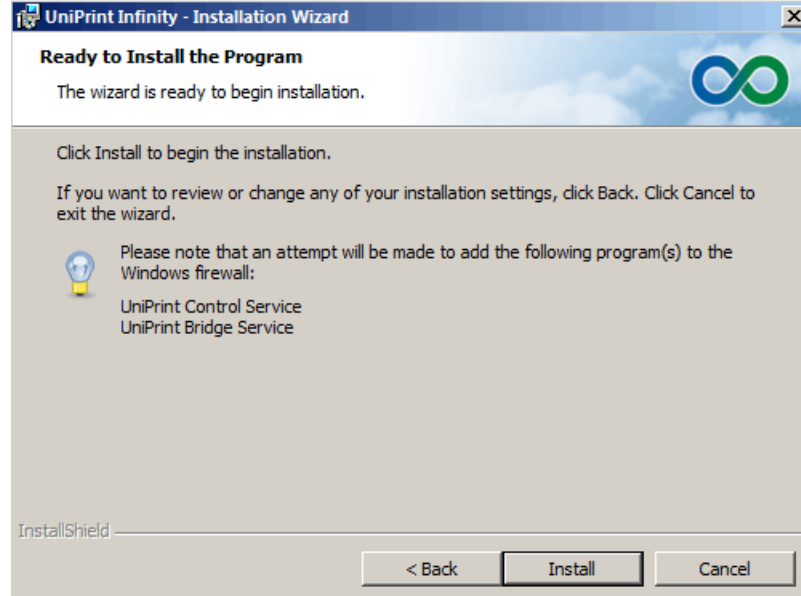 UniPrint Infinity - Installation Wizard
Ready to Install the Program
The wizard is ready to begin installation.
Click Install to begin the installation.
If you want to review or change any of your installation settings, click Back. Click Cancel to
exit the wizard.
Please note that an attempt will be made to add the following program(s) to the
Windows firewall:
UniPrint Control Service
UniPrint Bridge Service
InstallShield
< Back Install Cancel